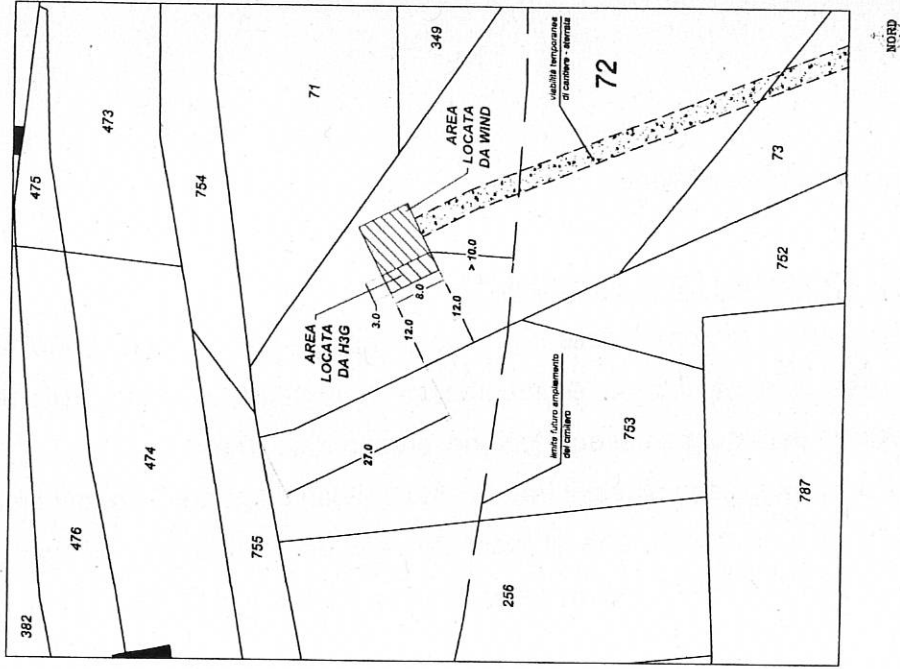 382
475
473
476
474
754
71
349
755
AREA
LOCATA
DA H3G
AREA
LOCATA
DA WIND
viabilità temporanea
di cantiere - sterrata
72
73
3.0
8.0
12.0
12.0
> 10.0
27.0
limite futuro ampliamento
del cimitero
256
753
752
787
NORD